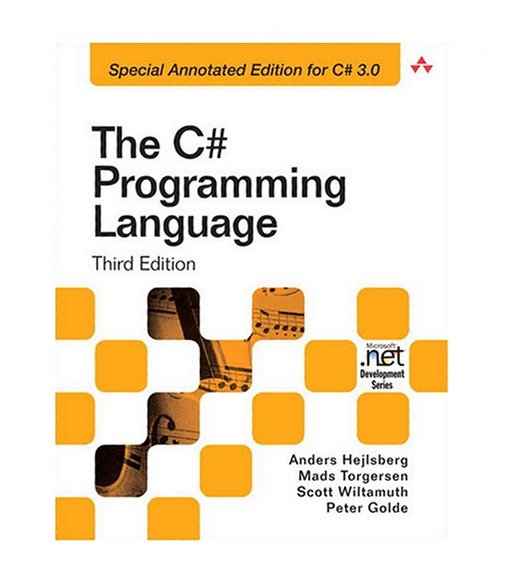 Special Annotated Edition for C# 3.0
The C#
Programming
Language
Third Edition
Microsoft
.net
Development
Series
Anders Hejlsberg
Mads Torgersen
Scott Wiltamuth
Peter Golde